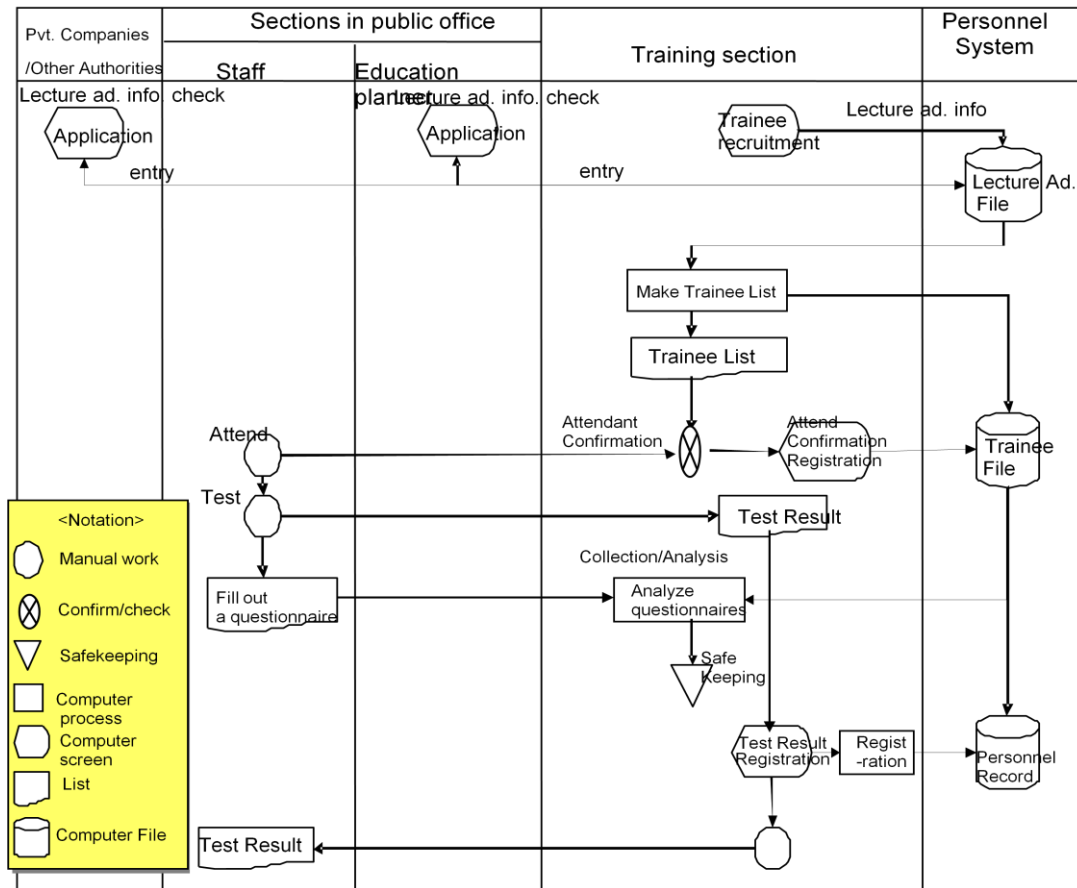 Pvt. Companies
/Other Authorities
Sections in public office
Staff
Education
planner
Training section
Personnel
System
Lecture ad. info. check
Application
Lecture ad. info. check
Application
Trainee
recruitment
Lecture ad. info
entry
entry
Lecture Ad.
File
Make Trainee List
Trainee List
Attend
Attendant
Confirmation
Attend
Confirmation
Registration
Trainee
File
Test
Test Result
Collection/Analysis
Fill out
a questionnaire
Analyze
questionnaires
Safe
Keeping
Test Result
Registration
Regist
-ration
Personnel
Record
Test Result
<Notation>
Manual work
Confirm/check
Safekeeping
Computer
process
Computer
screen
List
Computer File